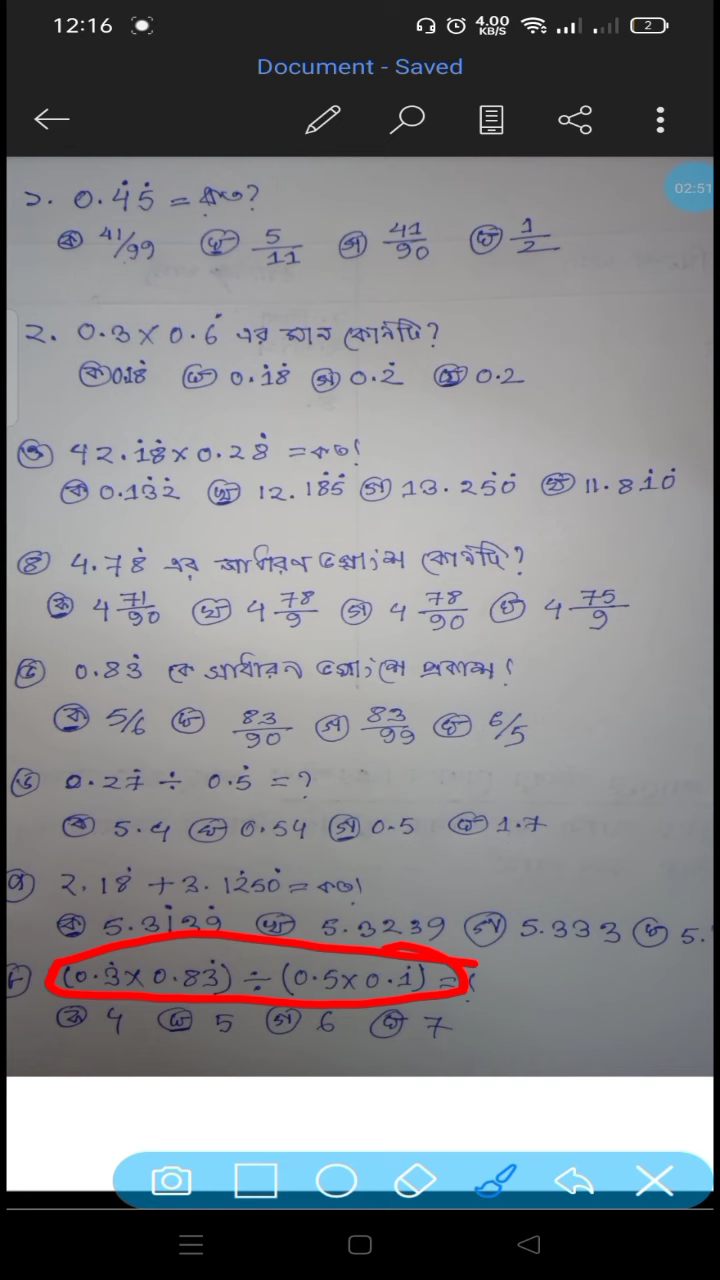 12:16 4.00 KB/S 2
Document - Saved
02:51
১. 0.4̇5̇ = কত?
ক 41/99 খ 5/11 গ 41/90 ঘ 1/2
২. 0.3 × 0.6̇ এর মান কোনটি?
ক 0.18̇ খ 0.1̇8̇ গ 0.2̇ ঘ 0.2
৩ 42.1̇8̇ × 0.28̇ = কত!
ক 0.13̇2̇ খ 12.18̇5̇ গ 13.25̇0̇ ঘ 11.81̇0̇
৪ 4.78̇ এর সাধারণ ভগ্নাংশ কোনটি?
ক 4 71/90 খ 4 78/9 গ 4 78/90 ঘ 4 75/9
৫ 0.83̇ কে সাধারন ভগ্নাংশে প্রকাশ!
ক 5/6 খ 83/90 গ 83/99 ঘ 6/5
৬ 0.27̇ ÷ 0.5̇ = ?
ক 5.4 খ 0.54 গ 0.5 ঘ 1.7
৭ 2.18̇ + 3.1̇250̇ = কত!
ক 5.31̇39̇ খ 5.3239 গ 5.333 ঘ 5.
৮ (0.3̇ × 0.83̇) ÷ (0.5 × 0.1̇) = !
ক 4 খ 5 গ 6 ঘ 7